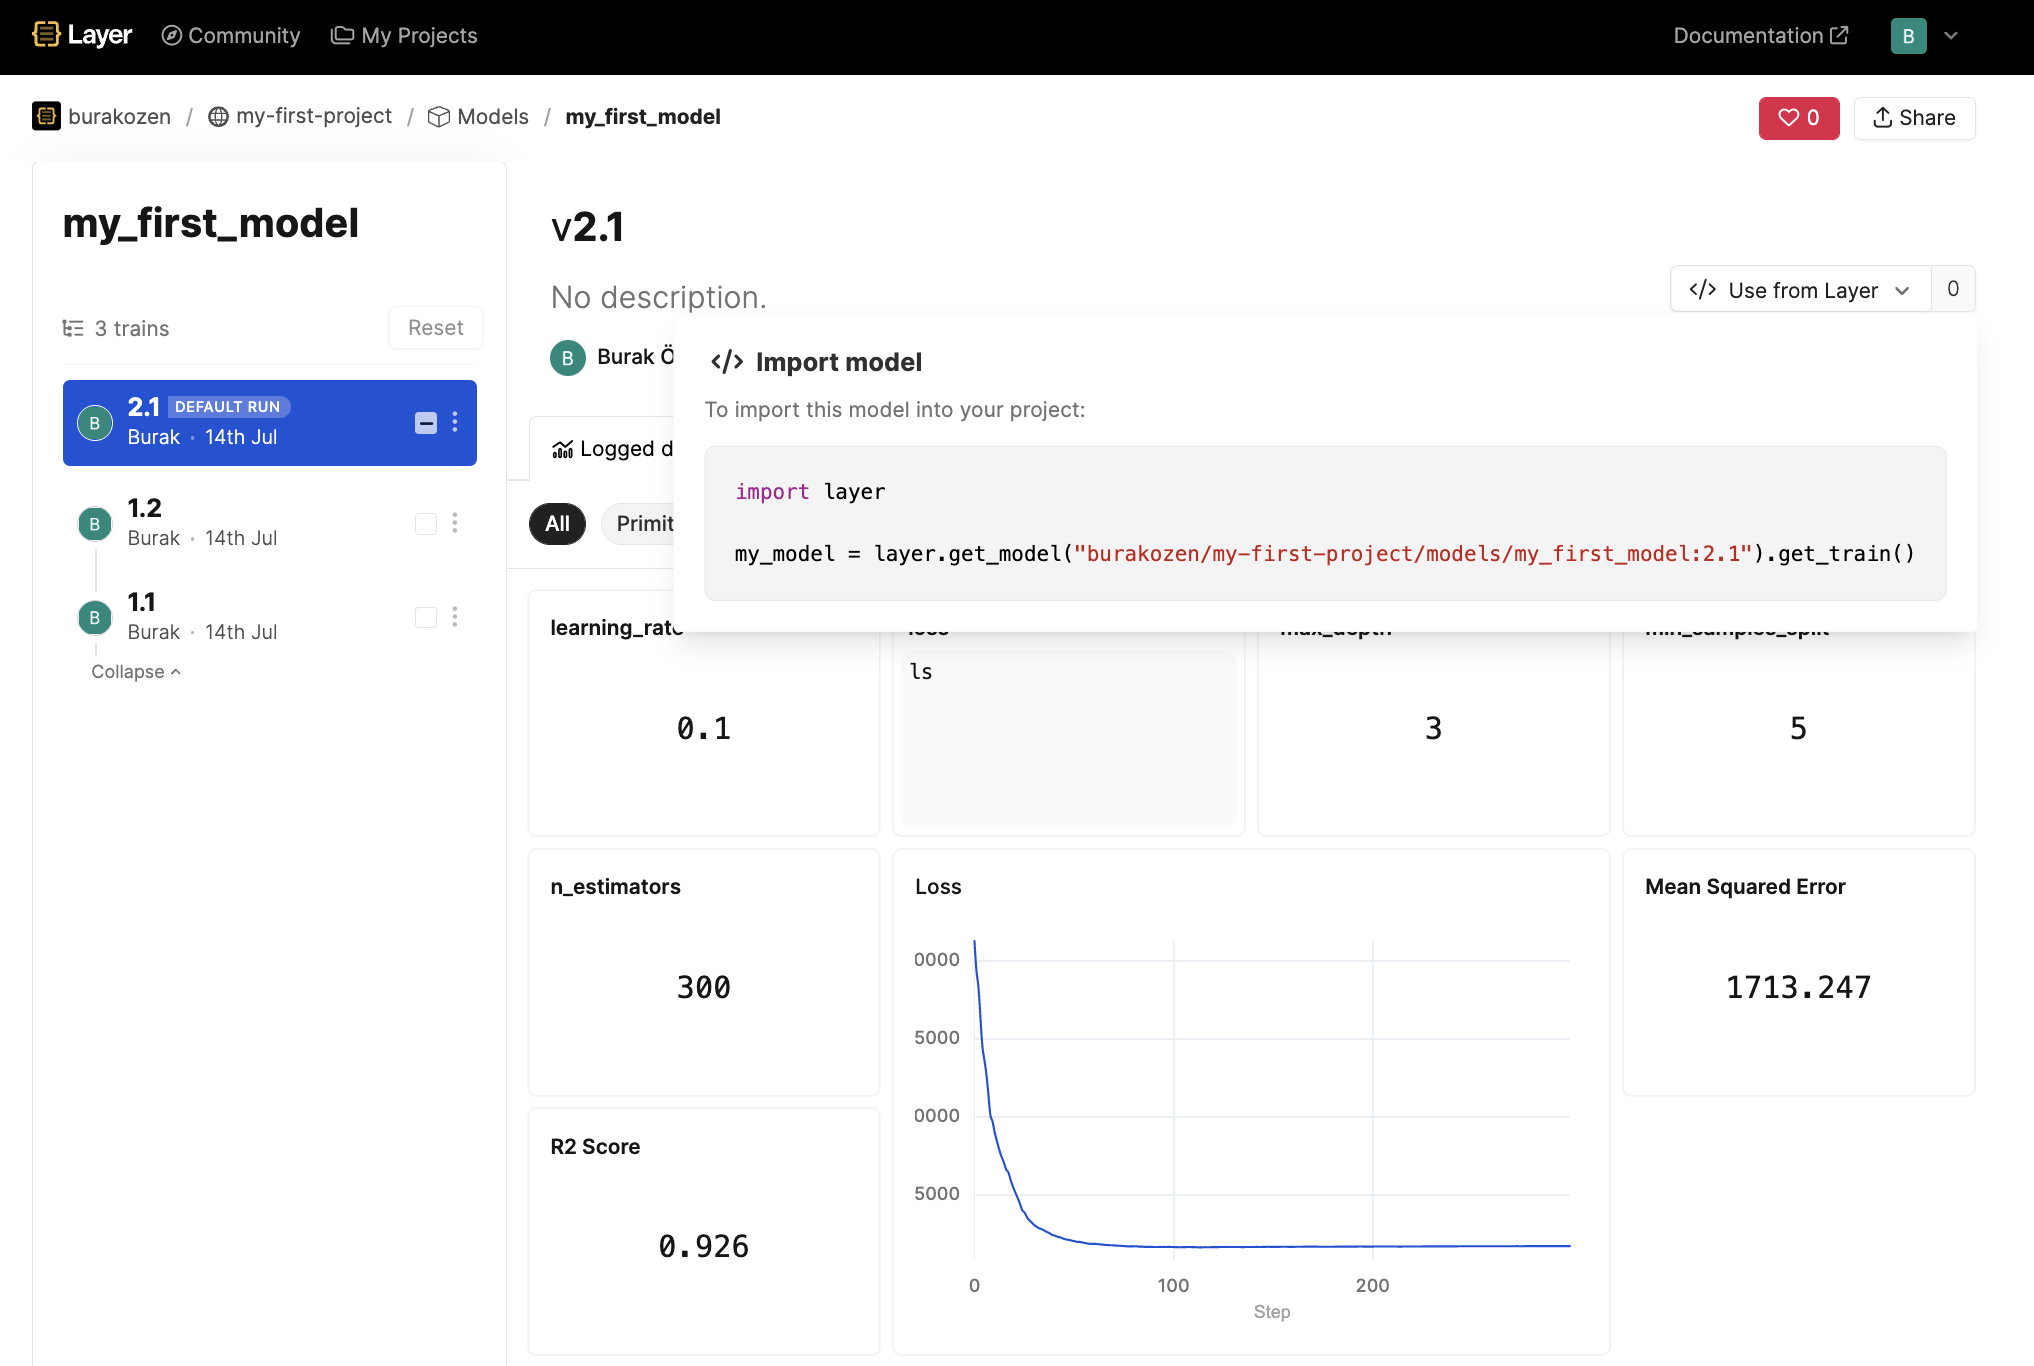 Layer Community My Projects Documentation B
burakozen / my-first-project / Models / my_first_model 0 Share
my_first_model
3 trains Reset
B 2.1 DEFAULT RUN
Burak · 14th Jul
B 1.2
Burak · 14th Jul
B 1.1
Burak · 14th Jul
Collapse
v2.1
No description.
</> Use from Layer 0
B Burak Ö
Logged d
All Primit
</> Import model
To import this model into your project:
import layer
my_model = layer.get_model("burakozen/my-first-project/models/my_first_model:2.1").get_train()
learning_rate
0.1
loss
ls
max_depth
3
min_samples_split
5
n_estimators
300
Loss
0000
5000
0000
5000
0 100 200
Step
Mean Squared Error
1713.247
R2 Score
0.926